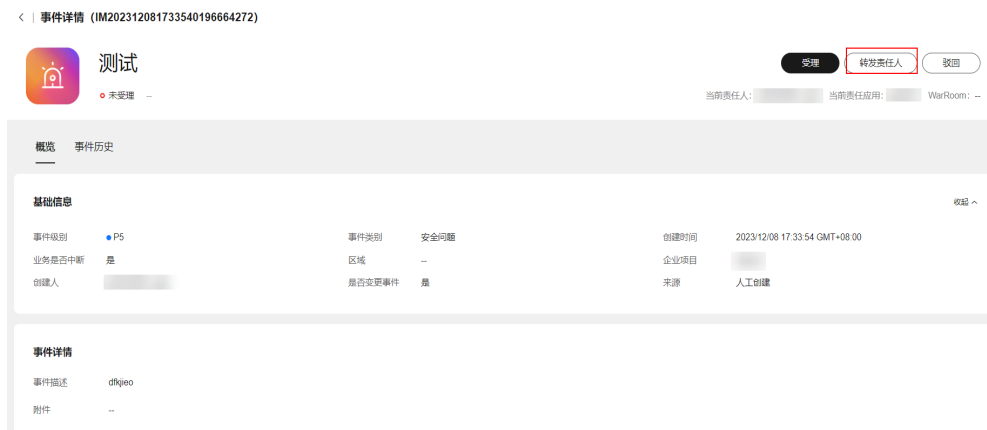 事件详情（IM202312081733540196664272）
测试
受理 转发责任人 驳回
未受理 --
当前责任人: 当前责任应用: WarRoom: --
概览 事件历史
基础信息 收起
事件级别 P5 事件类别 安全问题 创建时间 2023/12/08 17:33:54 GMT+08:00
业务是否中断 是 区域 -- 企业项目
创建人 是否变更事件 是 来源 人工创建
事件详情
事件描述 dfkjieo
附件 --